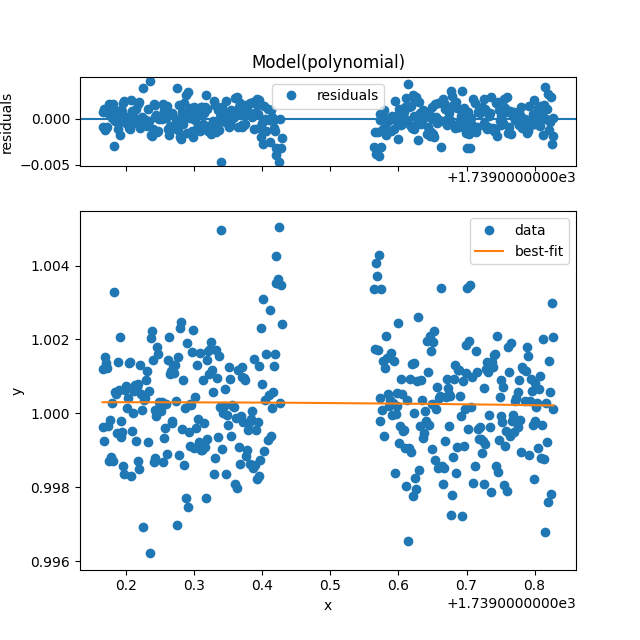 Model(polynomial)
residuals
0.000
−0.005
residuals
+1.7390000000e3
1.004
1.002
1.000
0.998
0.996
y
data
best-fit
0.2 0.3 0.4 0.5 0.6 0.7 0.8
x
+1.7390000000e3